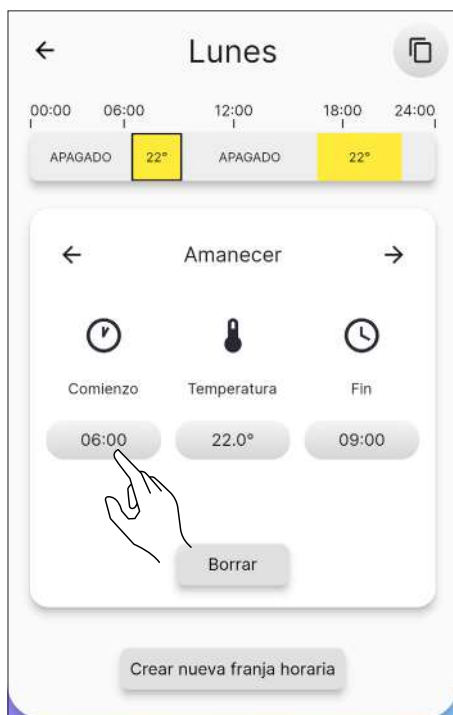 Lunes
00:00 06:00 12:00 18:00 24:00
APAGADO 22° APAGADO 22°
Amanecer
Comienzo Temperatura Fin
06:00 22.0° 09:00
Borrar
Crear nueva franja horaria